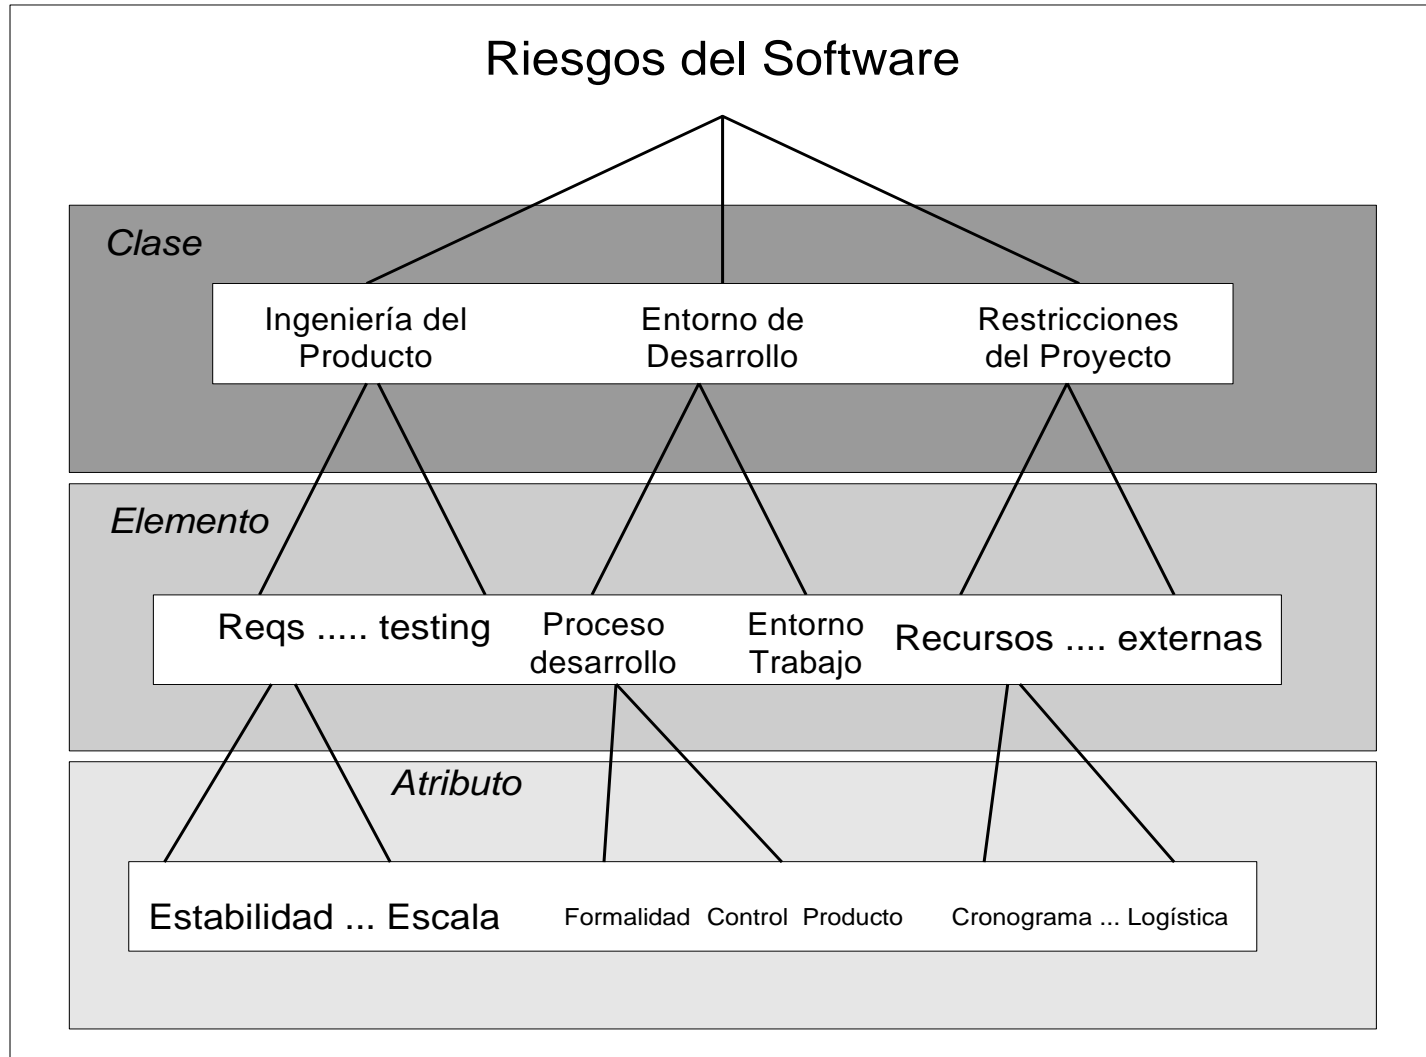 Riesgos del Software
Clase
Ingeniería del
Producto
Entorno de
Desarrollo
Restricciones
del Proyecto
Elemento
Reqs ..... testing
Proceso
desarrollo
Entorno
Trabajo
Recursos .... externas
Atributo
Estabilidad ... Escala
Formalidad Control Producto
Cronograma ... Logística